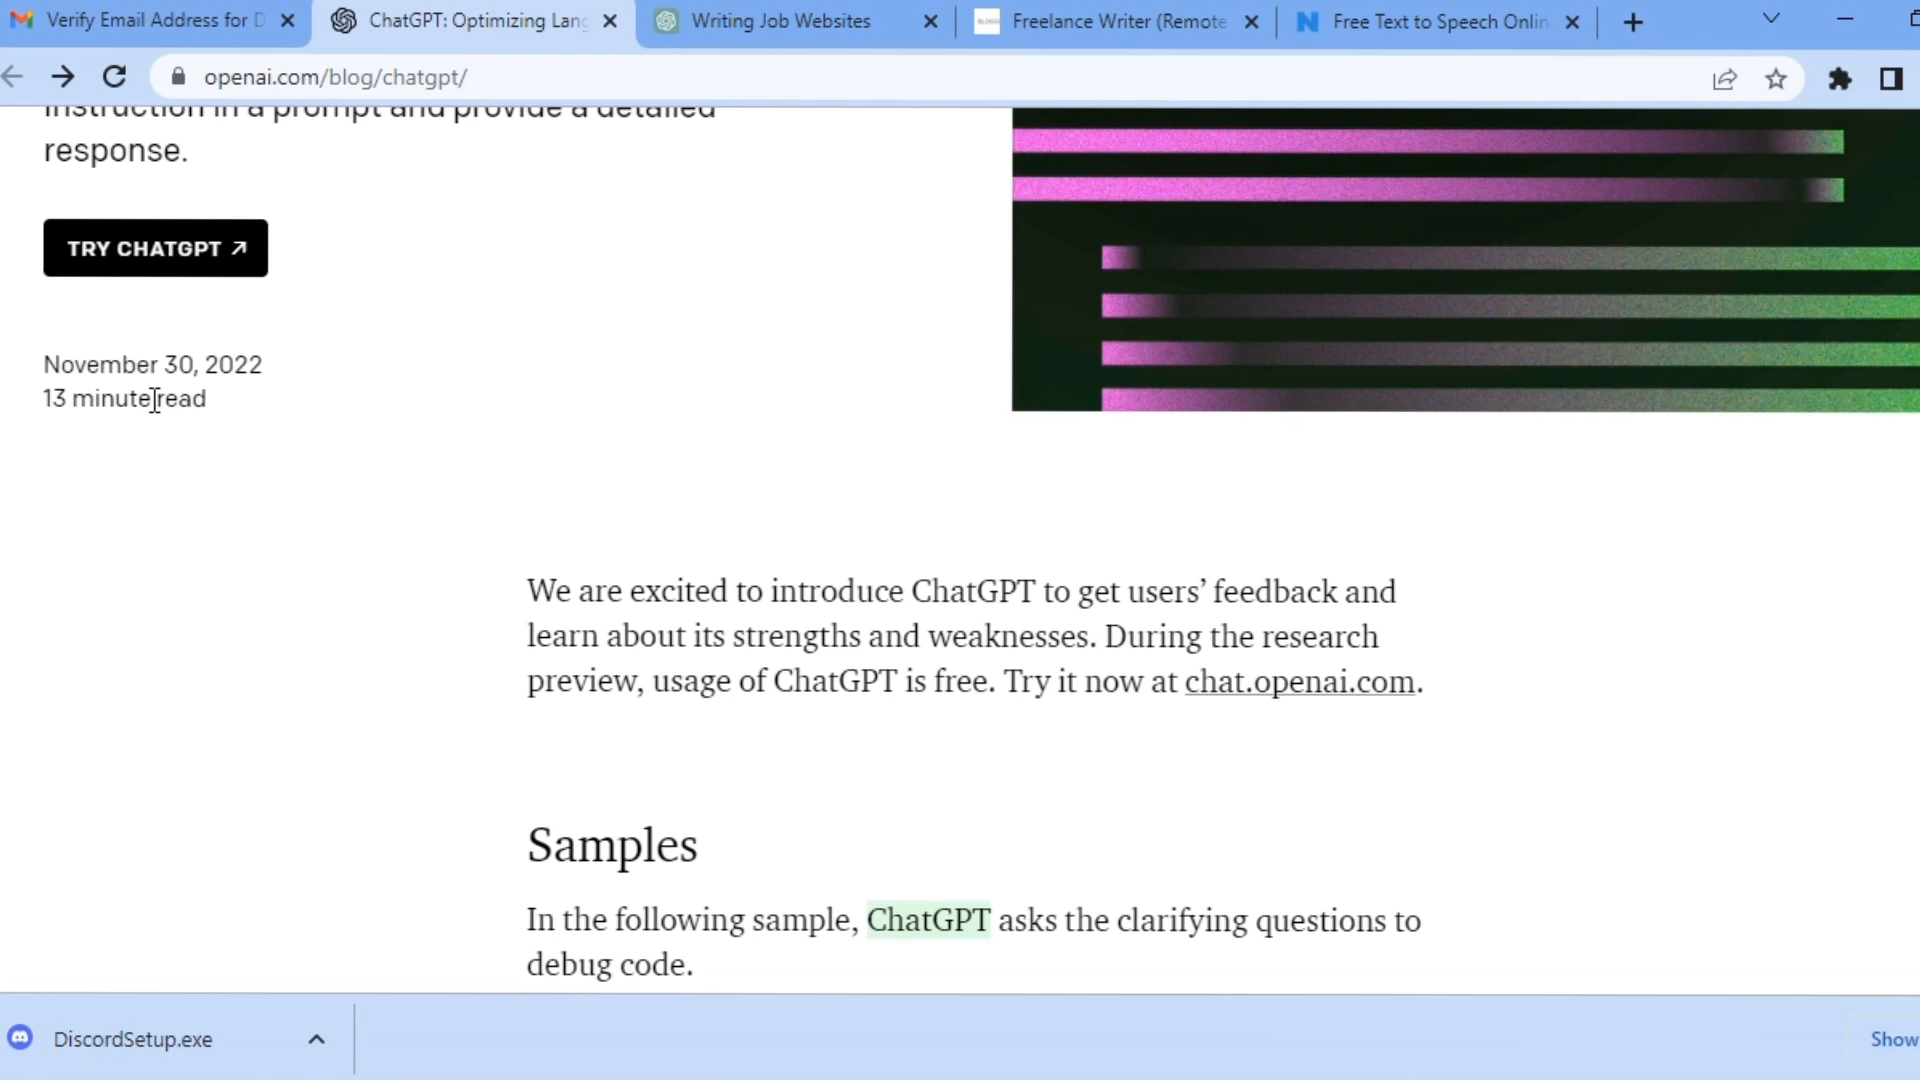 Verify Email Address for D
ChatGPT: Optimizing Lang
Writing Job Websites
Freelance Writer (Remote
Free Text to Speech Onlin
openai.com/blog/chatgpt/
instruction in a prompt and provide a detailed
response.
TRY CHATGPT ↗
November 30, 2022
13 minute read
We are excited to introduce ChatGPT to get users’ feedback and
learn about its strengths and weaknesses. During the research
preview, usage of ChatGPT is free. Try it now at chat.openai.com.
Samples
In the following sample, ChatGPT asks the clarifying questions to
debug code.
DiscordSetup.exe
Show